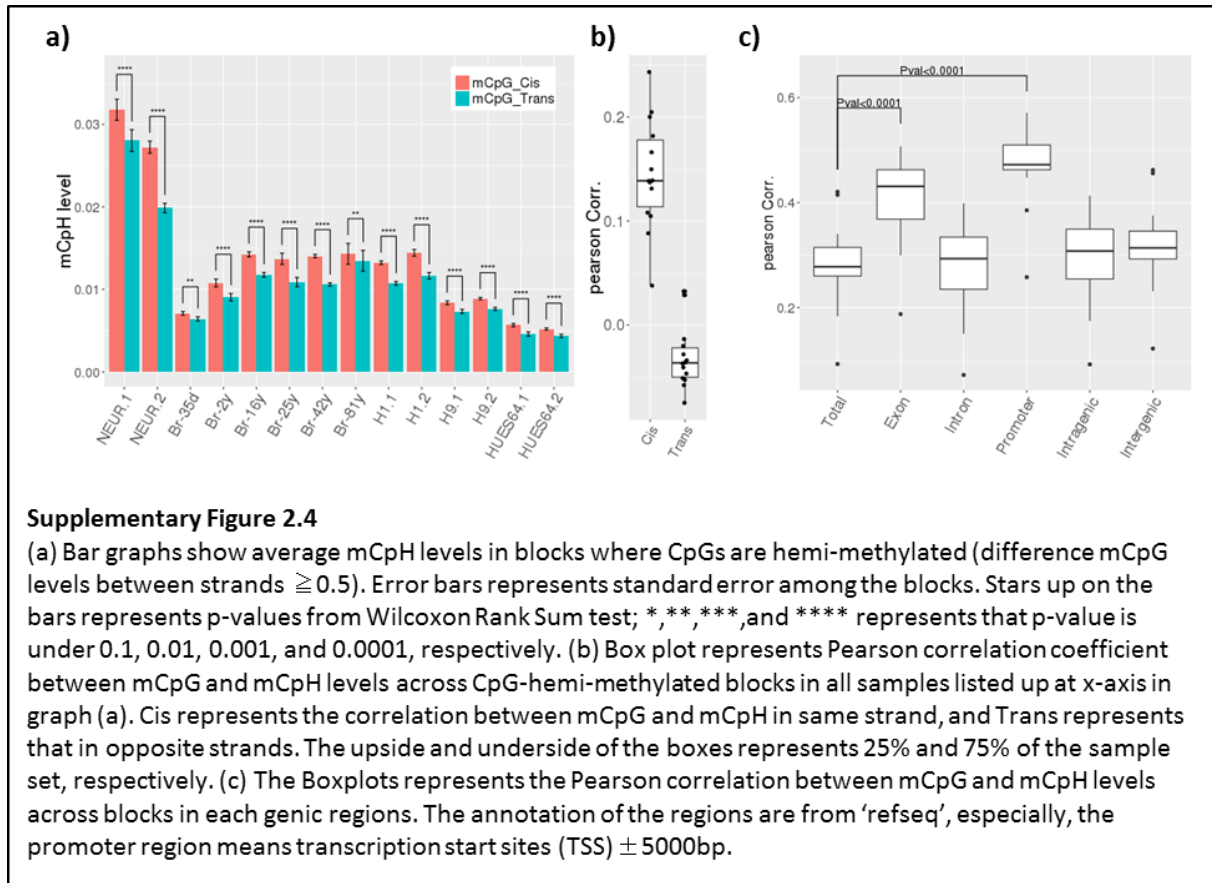 a)
b)
c)
mCpG_Cis
mCpG_Trans
****
****
**
****
****
****
****
**
****
****
****
****
****
****
mCpH level
0.03
0.02
0.01
0.00
NEUR.1
NEUR.2
Br-35d
Br-2y
Br-16y
Br-25y
Br-42y
Br-81y
H1.1
H1.2
H9.1
H9.2
HUES64.1
HUES64.2
pearson Corr.
0.2
0.1
0.0
Cis
Trans
Pval<0.0001
Pval<0.0001
pearson Corr.
0.6
0.4
0.2
Total
Exon
Intron
Promoter
Intragenic
Intergenic
Supplementary Figure 2.4
(a) Bar graphs show average mCpH levels in blocks where CpGs are hemi-methylated (difference mCpG
levels between strands ≧0.5). Error bars represents standard error among the blocks. Stars up on the
bars represents p-values from Wilcoxon Rank Sum test; *,**,***,and **** represents that p-value is
under 0.1, 0.01, 0.001, and 0.0001, respectively. (b) Box plot represents Pearson correlation coefficient
between mCpG and mCpH levels across CpG-hemi-methylated blocks in all samples listed up at x-axis in
graph (a). Cis represents the correlation between mCpG and mCpH in same strand, and Trans represents
that in opposite strands. The upside and underside of the boxes represents 25% and 75% of the sample
set, respectively. (c) The Boxplots represents the Pearson correlation between mCpG and mCpH levels
across blocks in each genic regions. The annotation of the regions are from ‘refseq’, especially, the
promoter region means transcription start sites (TSS) ±5000bp.